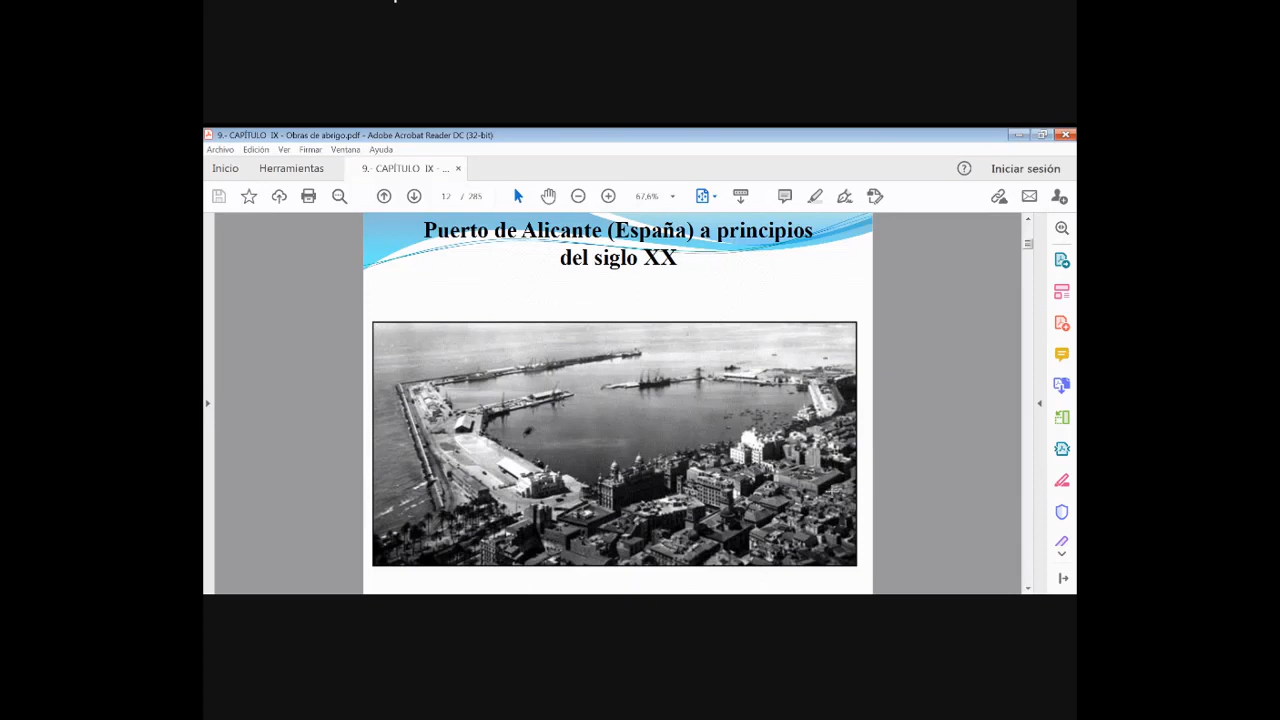 9.- CAPÍTULO IX - Obras de abrigo.pdf - Adobe Acrobat Reader DC (32-bit)
Archivo Edición Ver Firmar Ventana Ayuda
Inicio Herramientas 9.- CAPÍTULO IX - ... × Iniciar sesión
12 / 285 67,6%
Puerto de Alicante (España) a principios
del siglo XX